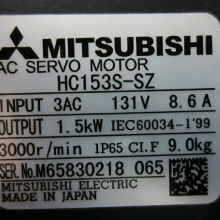 MITSUBISHI
AC SERVO MOTOR
HC153S-SZ
INPUT 3AC 131V 8.6A
OUTPUT 1.5kW IEC60034-1'99
3000r/min IP65 CI.F 9.0kg
SER.No.M65830218 065
MITSUBISHI ELECTRIC
MADE IN JAPAN